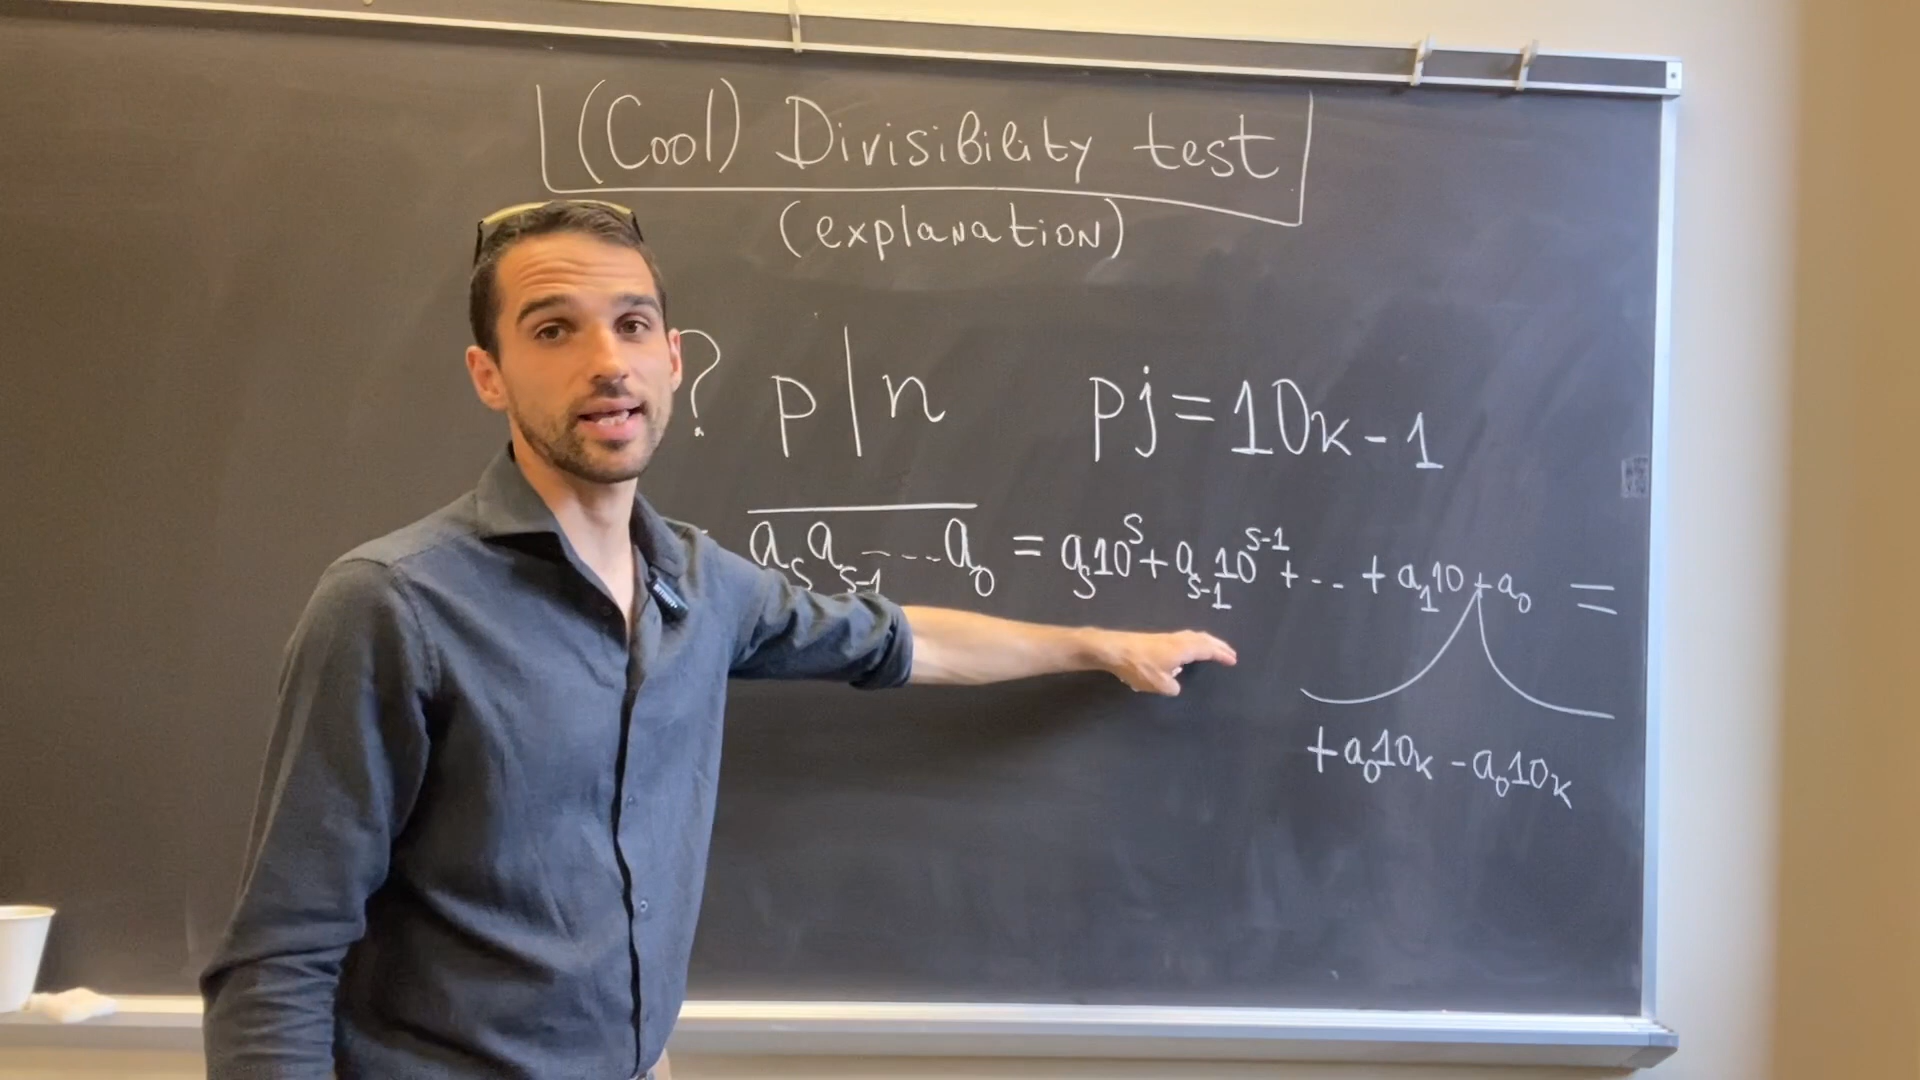 (Cool) Divisibility test
(explanation)
? p | n pj = 10k - 1
= a_s a_{s-1} ---- a_0 = a_s 10^s + a_{s-1} 10^{s-1} + ... + a_1 10 + a_0 =
+ a_0 10k - a_0 10k